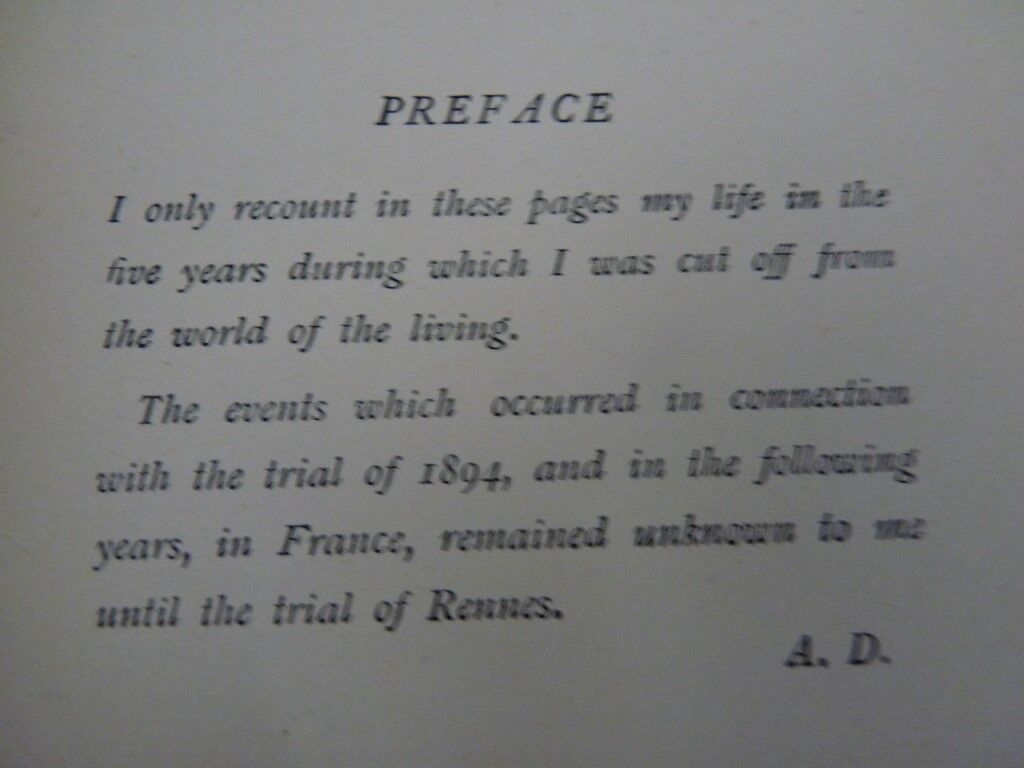 PREFACE
I only recount in these pages my life in the
five years during which I was cut off from
the world of the living.
The events which occurred in connection
with the trial of 1894, and in the following
years, in France, remained unknown to me
until the trial of Rennes.
A. D.